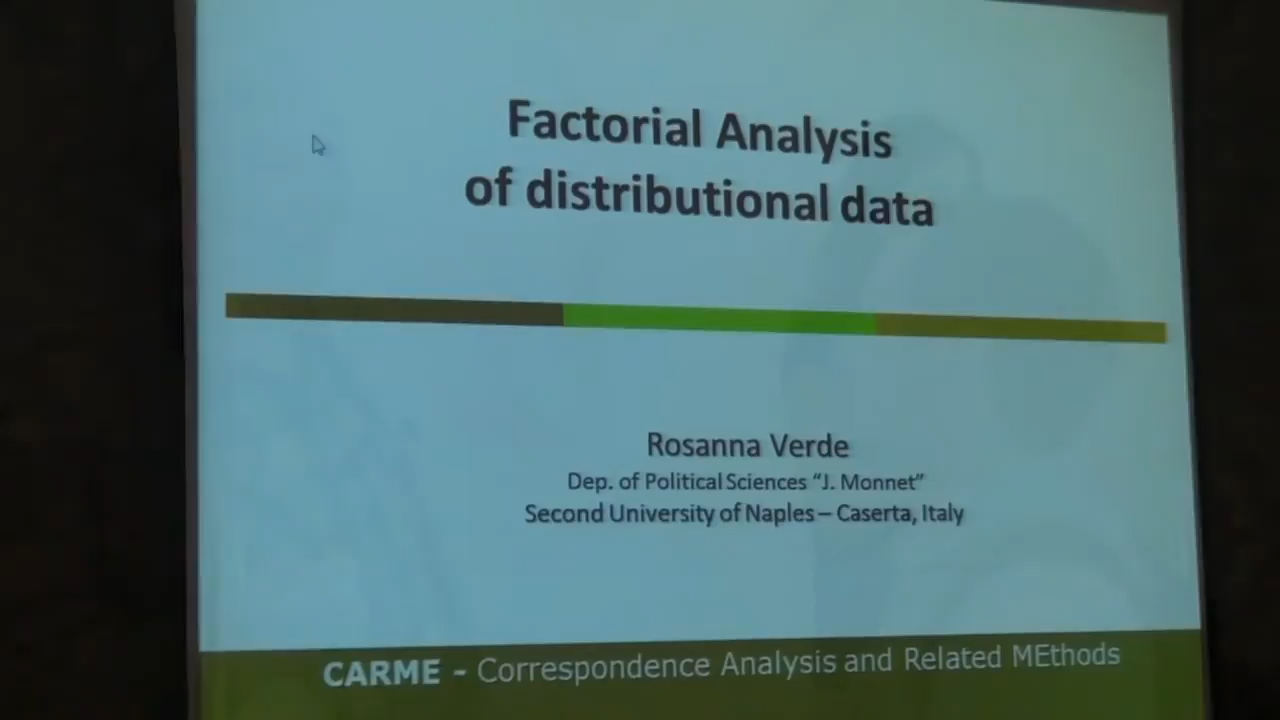 Factorial Analysis
of distributional data
Rosanna Verde
Dep. of Political Sciences “J. Monnet”
Second University of Naples – Caserta, Italy
CARME - Correspondence Analysis and Related MEthods